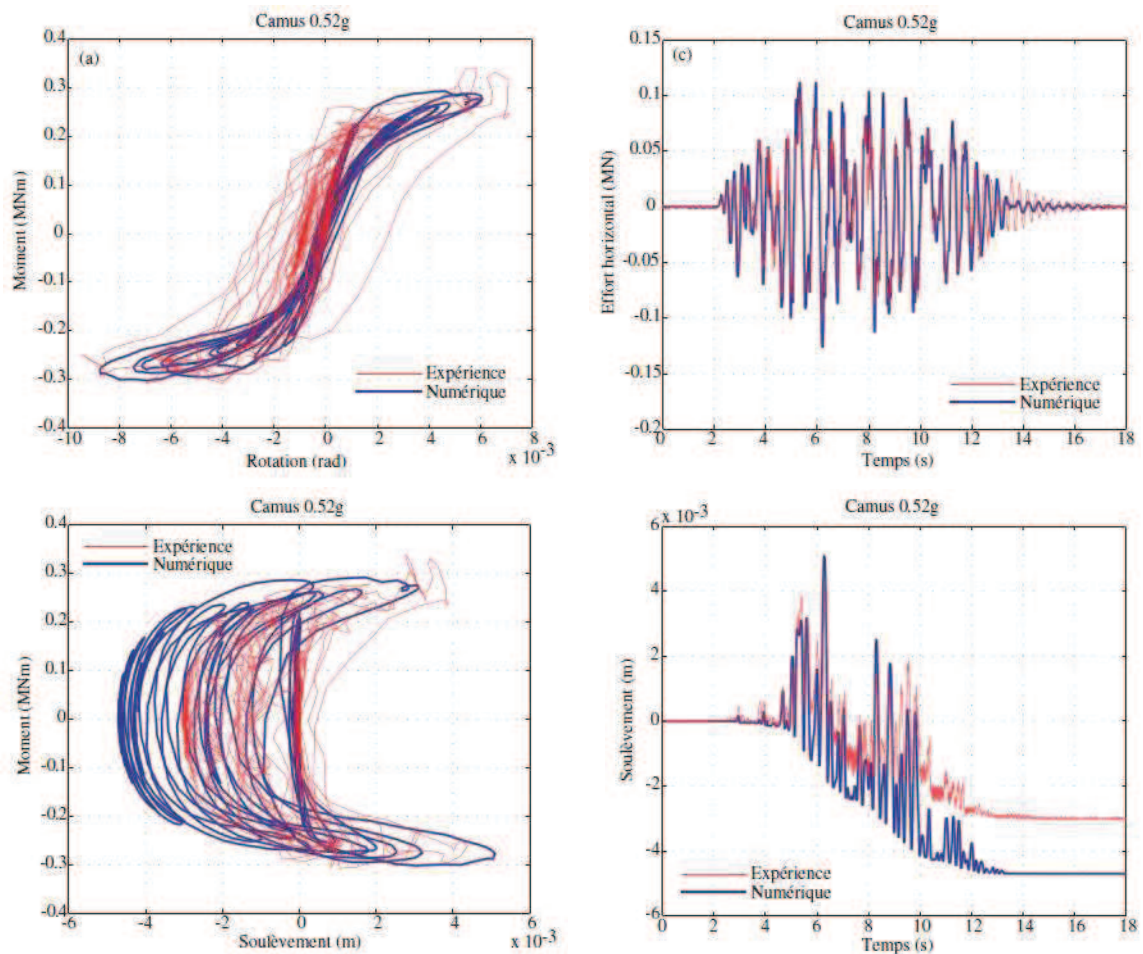 Camus 0.52g
0.4
(a)
0.3
0.2
0.1
0
-0.1
-0.2
-0.3
-0.4
Moment (MNm)
Expérience
Numérique
-10
-8
-6
-4
-2
0
2
4
6
8
x 10⁻³
Rotation (rad)
Camus 0.52g
0.15
(c)
0.1
0.05
0
-0.05
-0.1
-0.15
-0.2
Effort horizontal (MN)
Expérience
Numérique
0
2
4
6
8
10
12
14
16
18
Temps (s)
Camus 0.52g
0.4
0.3
0.2
0.1
0
-0.1
-0.2
-0.3
-0.4
Moment (MNm)
Expérience
Numérique
-6
-4
-2
0
2
4
6
x 10⁻³
Soulèvement (m)
Camus 0.52g
x 10⁻³
6
4
2
0
-2
-4
-6
Soulèvement (m)
Expérience
Numérique
0
2
4
6
8
10
12
14
16
18
Temps (s)